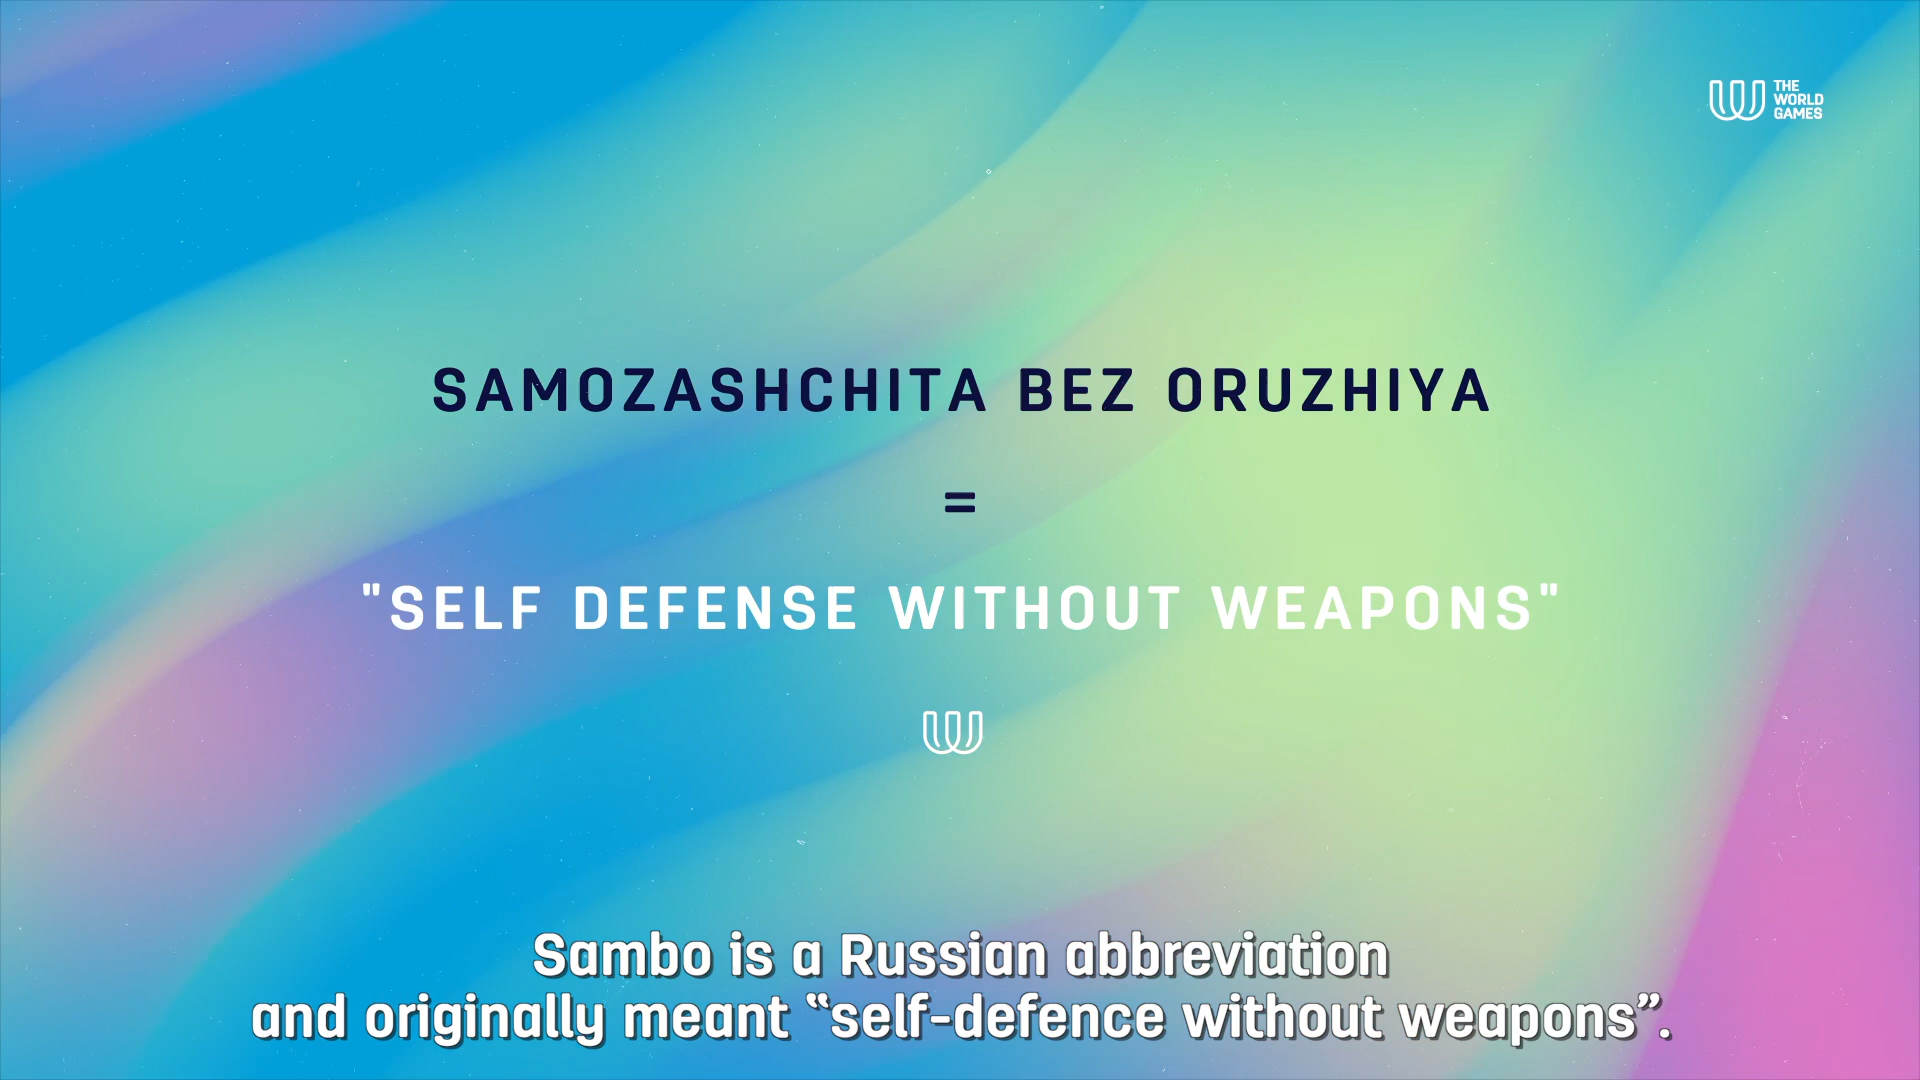 THE
WORLD
GAMES
SAMOZASHCHITA BEZ ORUZHIYA
=
"SELF DEFENSE WITHOUT WEAPONS"
Sambo is a Russian abbreviation
and originally meant “self-defence without weapons”.